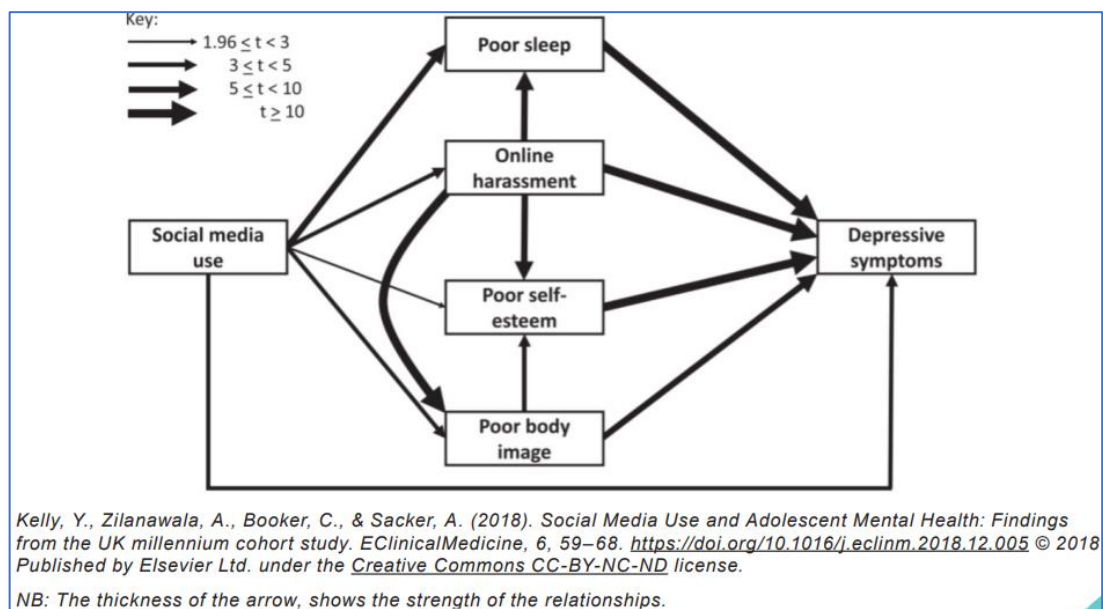 Key:
1.96 ≤ t < 3
3 ≤ t < 5
5 ≤ t < 10
t ≥ 10
Poor sleep
Online
harassment
Social media
use
Depressive
symptoms
Poor self-
esteem
Poor body
image
Kelly, Y., Zilanawala, A., Booker, C., & Sacker, A. (2018). Social Media Use and Adolescent Mental Health: Findings
from the UK millennium cohort study. EClinicalMedicine, 6, 59–68. https://doi.org/10.1016/j.eclinm.2018.12.005 © 2018
Published by Elsevier Ltd. under the Creative Commons CC-BY-NC-ND license.
NB: The thickness of the arrow, shows the strength of the relationships.